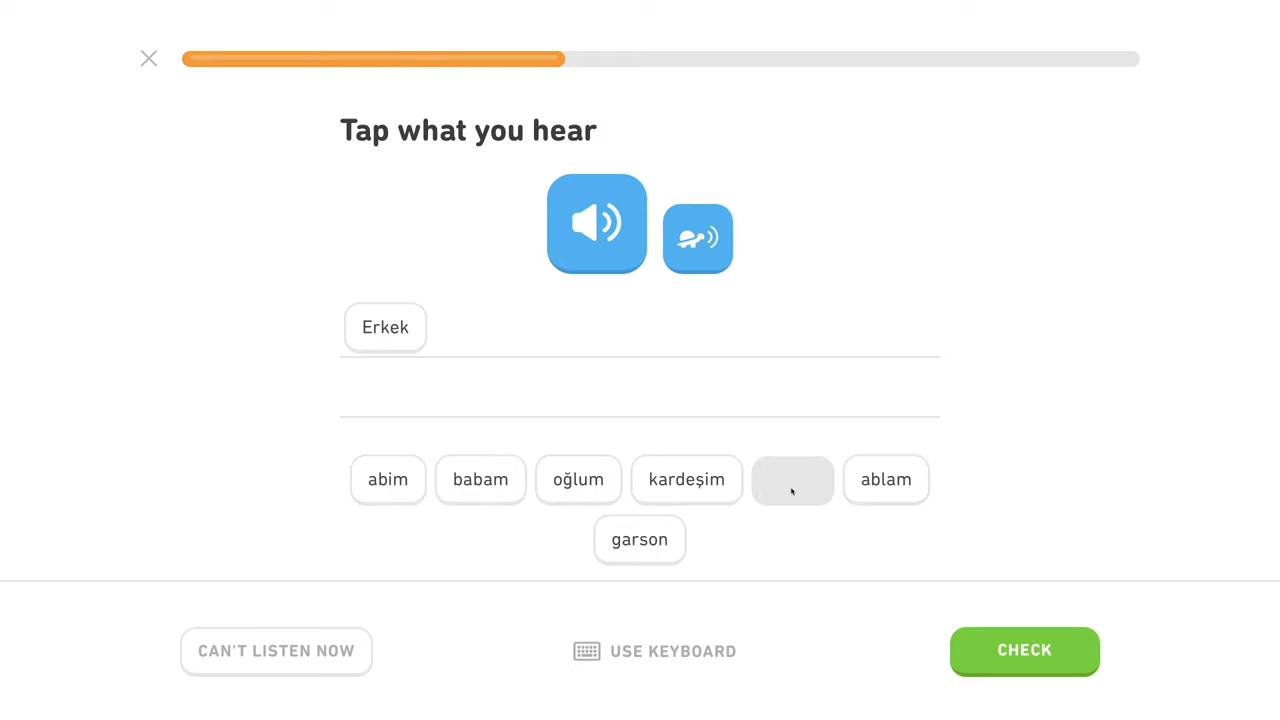 Tap what you hear
Erkek
abim babam oğlum kardeşim ablam
garson
CAN'T LISTEN NOW USE KEYBOARD CHECK